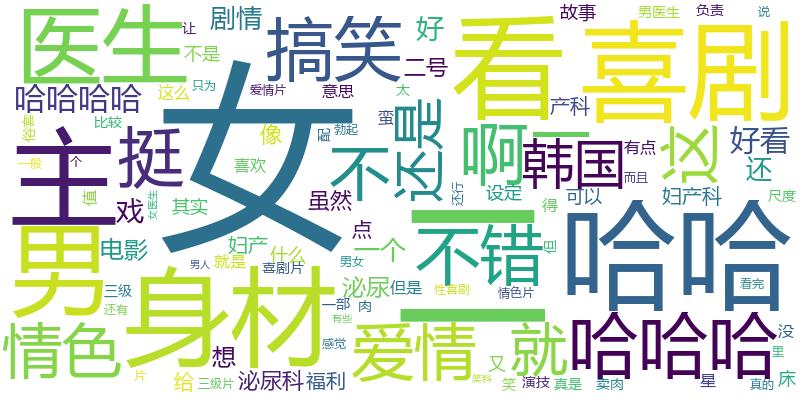 故事 男医生 负责 说
医生 剧情 搞笑 好 看 喜剧
让 不是 二号
哈哈哈哈 这么 爱情片 意思 太 产科 只为
俗套 比较 蛮 还是 啊 一 韩国 有点 这 好看
主 挺 女 像 配 勃起 不
一般 个 喜欢 而且 还
值 女医生 戏 其实 虽然 还行 设定 得 可以 妇产科 尺度
男 电影 妇产 点 一 不错 但 哈哈
就是 什么 一个
男人 喜剧片 男女 泌尿 但是 性喜剧 看完
三级 身材 一部 肉 情色片
还有 有些 一 哈哈哈
情色 感觉 爱情 就 没
想 又 里
片 给 泌尿科 福利 笑料 星 床
三级片 笑 演技 真是 卖肉 真的